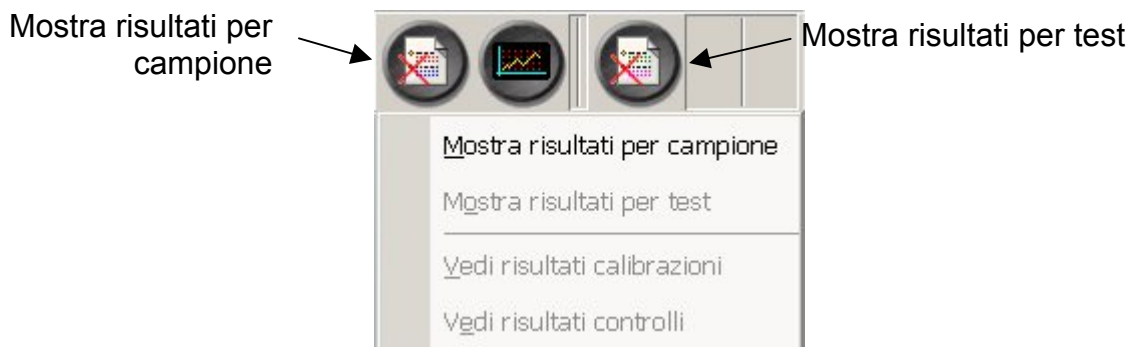 Mostra risultati per
campione
Mostra risultati per test
Mostra risultati per campione
Mostra risultati per test
Vedi risultati calibrazioni
Vedi risultati controlli